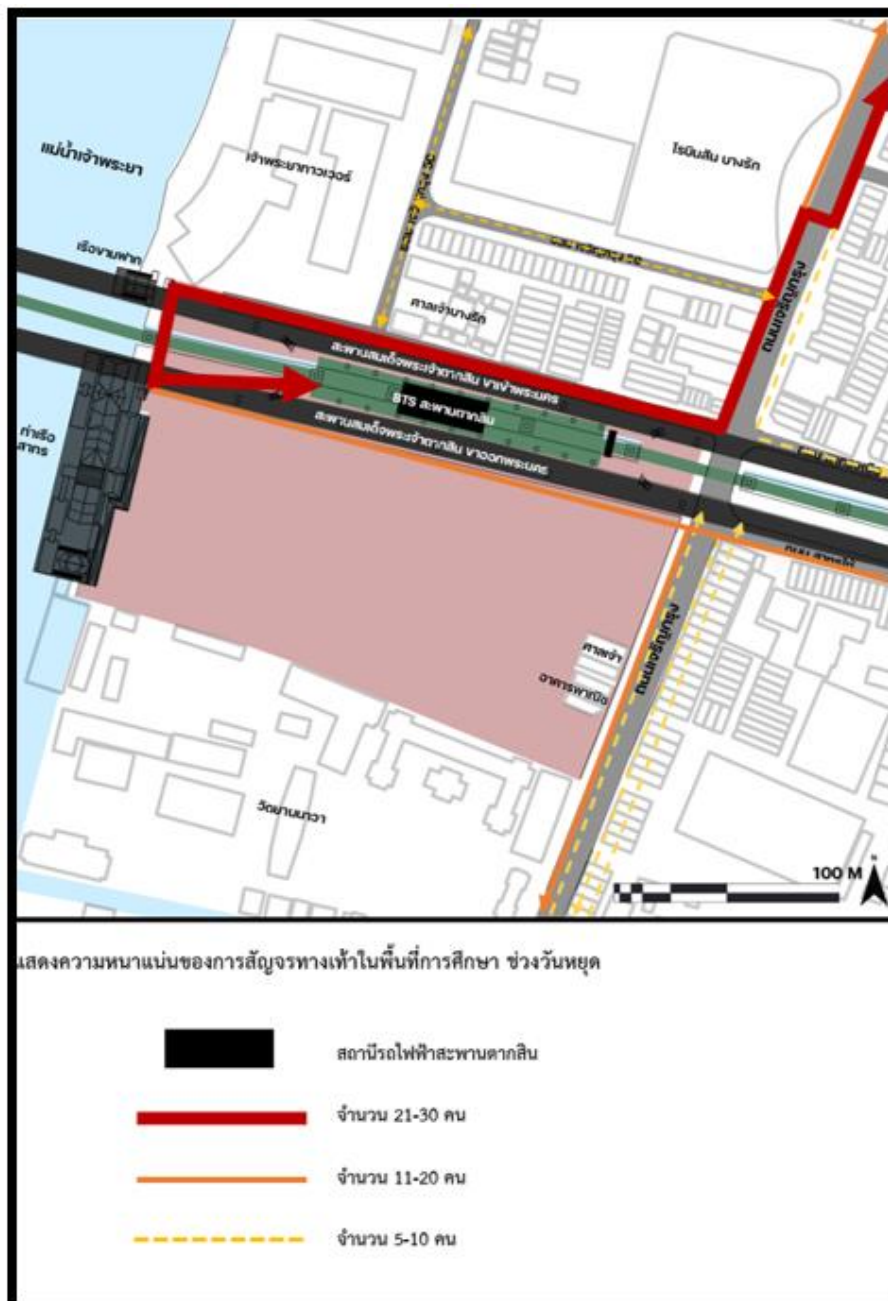 แม่น้ำเจ้าพระยา
เจ้าพระยาทาวเวอร์
โรบินสัน บางรัก
เรือข้ามฟาก
ศาลเจ้าบางรัก
สะพานสมเด็จพระเจ้าตากสิน ขาเข้าพระนคร
BTS สะพานตากสิน
สะพานสมเด็จพระเจ้าตากสิน ขาออกพระนคร
ท่าเรือ
สาทร
ถนนเจริญกรุง
ศาลเจ้า
อาคารพาณิช
วัดยานนาวา
100 M
N
แสดงความหนาแน่นของการสัญจรทางเท้าในพื้นที่การศึกษา ช่วงวันหยุด
สถานีรถไฟฟ้าสะพานตากสิน
จำนวน 21-30 คน
จำนวน 11-20 คน
จำนวน 5-10 คน